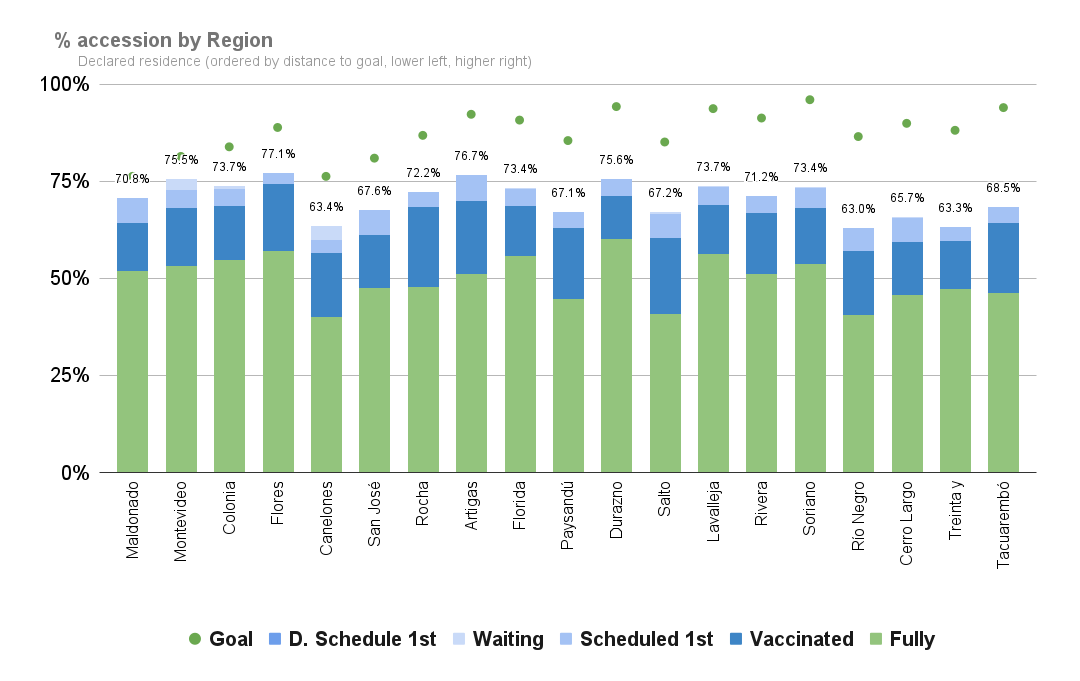 % accession by Region
Declared residence (ordered by distance to goal, lower left, higher right)
100%
75%
50%
25%
0%
70.8%
75.5%
73.7%
77.1%
63.4%
67.6%
72.2%
76.7%
73.4%
67.1%
75.6%
67.2%
73.7%
71.2%
73.4%
63.0%
65.7%
63.3%
68.5%
Maldonado
Montevideo
Colonia
Flores
Canelones
San José
Rocha
Artigas
Florida
Paysandú
Durazno
Salto
Lavalleja
Rivera
Soriano
Río Negro
Cerro Largo
Treinta y
Tacuarembó
Goal D. Schedule 1st Waiting Scheduled 1st Vaccinated Fully